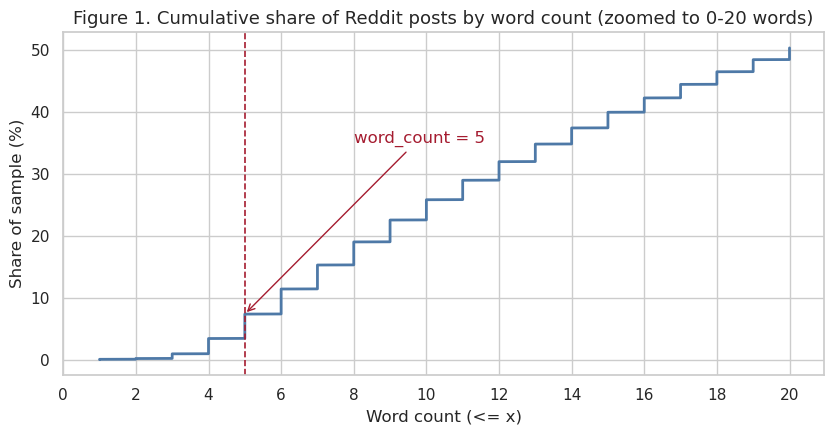 Figure 1. Cumulative share of Reddit posts by word count (zoomed to 0-20 words)
50
40
30
20
10
0
Share of sample (%)
word_count = 5
0 2 4 6 8 10 12 14 16 18 20
Word count (<= x)